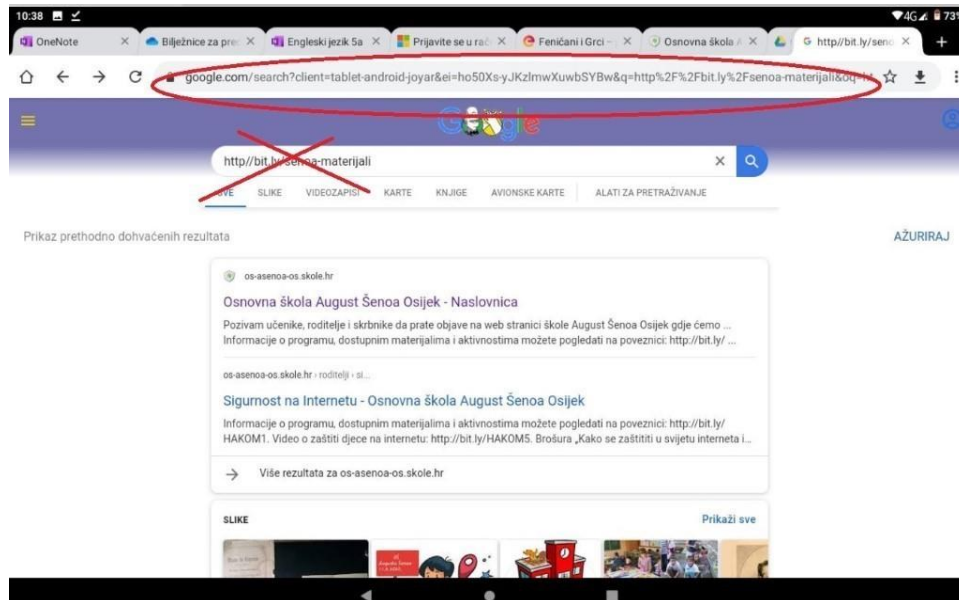 10:38 4G 73%
OneNote Bilježnice za pre Engleski jezik 5a Prijavite se u rač Feničani i Grci – Osnovna škola A G http//bit.ly/seno
google.com/search?client=tablet-android-joyar&ei=ho50Xs-yJKzlmwXuwbSYBw&q=http%2F%2Fbit.ly%2Fsenoa-materijali&oq=ht
Google
http//bit.ly/senoa-materijali
SVE SLIKE VIDEOZAPISI KARTE KNJIGE AVIONSKE KARTE ALATI ZA PRETRAŽIVANJE
Prikaz prethodno dohvaćenih rezultata AŽURIRAJ
os-asenoa-os.skole.hr
Osnovna škola August Šenoa Osijek - Naslovnica
Pozivam učenike, roditelje i skrbnike da prate objave na web stranici škole August Šenoa Osijek gdje ćemo ...
Informacije o programu, dostupnim materijalima i aktivnostima možete pogledati na poveznici: http://bit.ly/ ...
os-asenoa-os.skole.hr › roditelji › si...
Sigurnost na Internetu - Osnovna škola August Šenoa Osijek
Informacije o programu, dostupnim materijalima i aktivnostima možete pogledati na poveznici: http://bit.ly/
HAKOM1. Video o zaštiti djece na internetu: http://bit.ly/HAKOM5. Brošura „Kako se zaštititi u svijetu interneta i...
Više rezultata za os-asenoa-os.skole.hr
SLIKE Prikaži sve